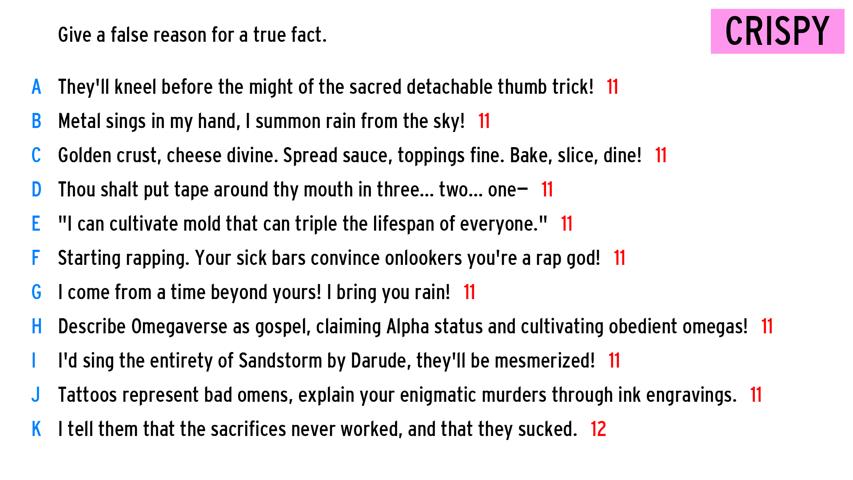 Give a false reason for a true fact.
CRISPY
A They'll kneel before the might of the sacred detachable thumb trick! 11
B Metal sings in my hand, I summon rain from the sky! 11
C Golden crust, cheese divine. Spread sauce, toppings fine. Bake, slice, dine! 11
D Thou shalt put tape around thy mouth in three... two... one— 11
E "I can cultivate mold that can triple the lifespan of everyone." 11
F Starting rapping. Your sick bars convince onlookers you're a rap god! 11
G I come from a time beyond yours! I bring you rain! 11
H Describe Omegaverse as gospel, claiming Alpha status and cultivating obedient omegas! 11
I I'd sing the entirety of Sandstorm by Darude, they'll be mesmerized! 11
J Tattoos represent bad omens, explain your enigmatic murders through ink engravings. 11
K I tell them that the sacrifices never worked, and that they sucked. 12